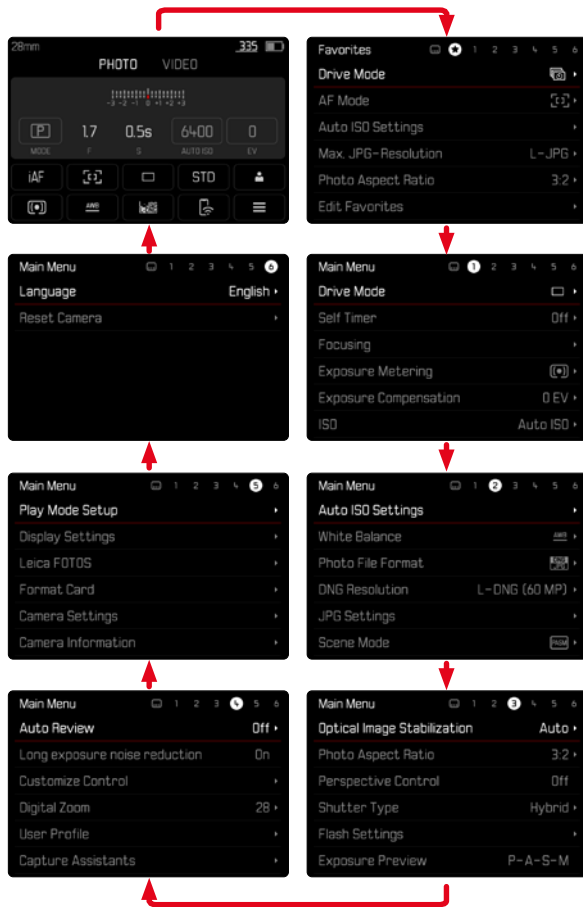 28mm 335
PHOTO VIDEO
-3 -2 -1 0 +1 +2 +3
P 1.7 0.5s 6400 0
MODE F S AUTO ISO EV
iAF STD
AWB
Favorites 1 2 3 4 5 6
Drive Mode
AF Mode
Auto ISO Settings
Max. JPG-Resolution L-JPG
Photo Aspect Ratio 3:2
Edit Favorites
Main Menu 1 2 3 4 5 6
Language English
Reset Camera
Main Menu 1 2 3 4 5 6
Drive Mode
Self Timer Off
Focusing
Exposure Metering
Exposure Compensation 0 EV
ISO Auto ISO
Main Menu 1 2 3 4 5 6
Play Mode Setup
Display Settings
Leica FOTOS
Format Card
Camera Settings
Camera Information
Main Menu 1 2 3 4 5 6
Auto ISO Settings
White Balance AWB
Photo File Format DNG JPG
DNG Resolution L-DNG (60 MP)
JPG Settings
Scene Mode PASM
Main Menu 1 2 3 4 5 6
Auto Review Off
Long exposure noise reduction On
Customize Control
Digital Zoom 28
User Profile
Capture Assistants
Main Menu 1 2 3 4 5 6
Optical Image Stabilization Auto
Photo Aspect Ratio 3:2
Perspective Control Off
Shutter Type Hybrid
Flash Settings
Exposure Preview P-A-S-M